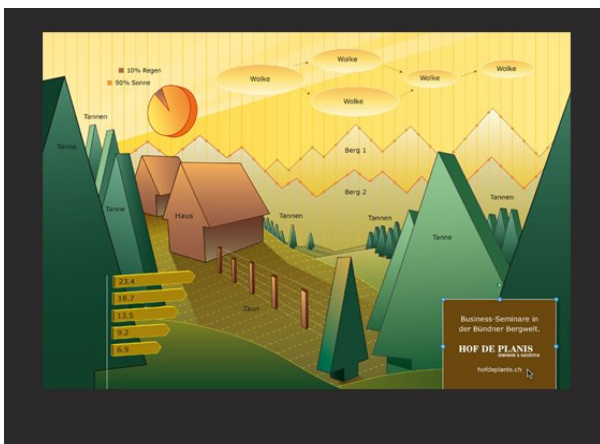 10% Regen
90% Sonne
Wolke
Wolke
Wolke
Wolke
Wolke
Tannen
Tanne
Berg 1
Berg 2
Tanne
Haus
Tannen
Tannen
Tannen
Tanne
Zaun
23.4
18.7
13.5
9.2
6.9
Business-Seminare in
der Bündner Bergwelt.
HOF DE PLANIS
hofdeplanis.ch